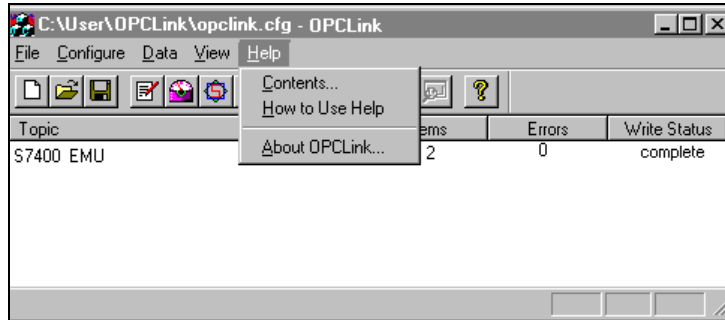 C:\User\OPCLink\opclink.cfg - OPCLink
File Configure Data View Help
Contents...
How to Use Help
About OPCLink...
Topic ems Errors Write Status
S7400 EMU 2 0 complete